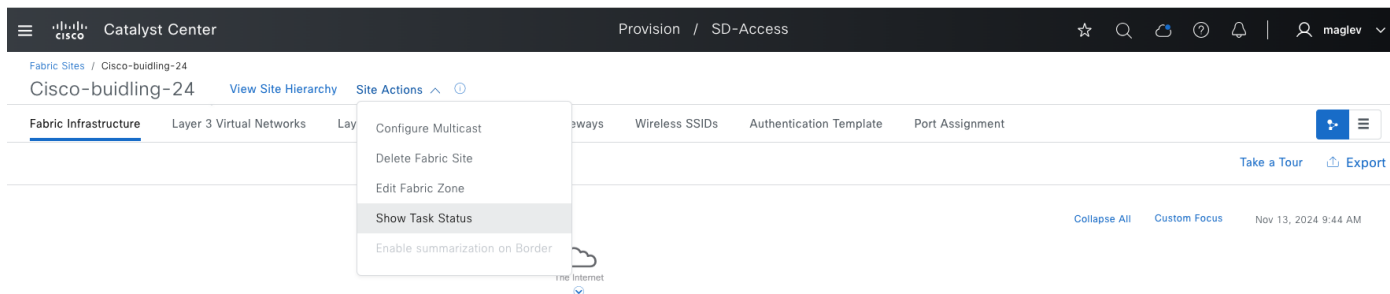 cisco Catalyst Center Provision / SD-Access maglev
Fabric Sites / Cisco-buidling-24
Cisco-buidling-24 View Site Hierarchy Site Actions
Fabric Infrastructure Layer 3 Virtual Networks Lay eways Wireless SSIDs Authentication Template Port Assignment
Configure Multicast
Delete Fabric Site
Take a Tour Export
Edit Fabric Zone
Show Task Status
Collapse All Custom Focus Nov 13, 2024 9:44 AM
Enable summarization on Border
The Internet